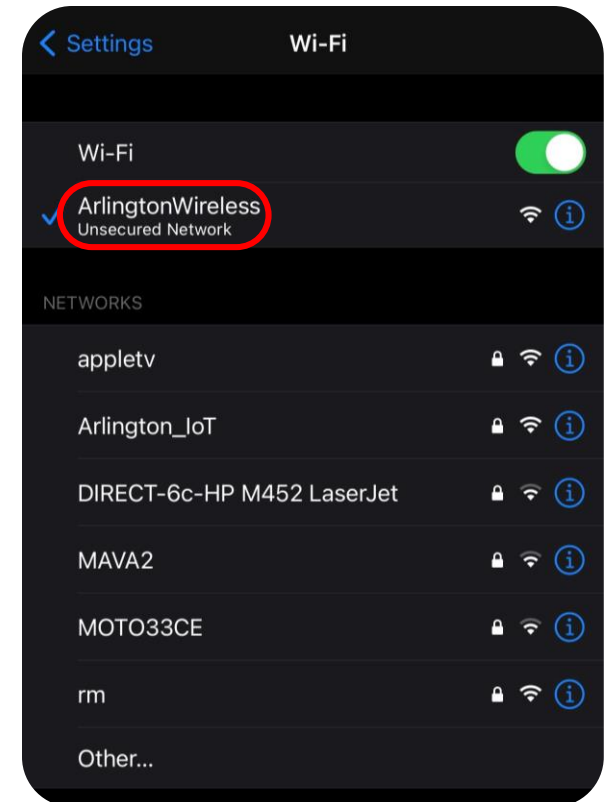 Settings
Wi-Fi
Wi-Fi
ArlingtonWireless
Unsecured Network
NETWORKS
appletv
Arlington_IoT
DIRECT-6c-HP M452 LaserJet
MAVA2
MOTO33CE
rm
Other...